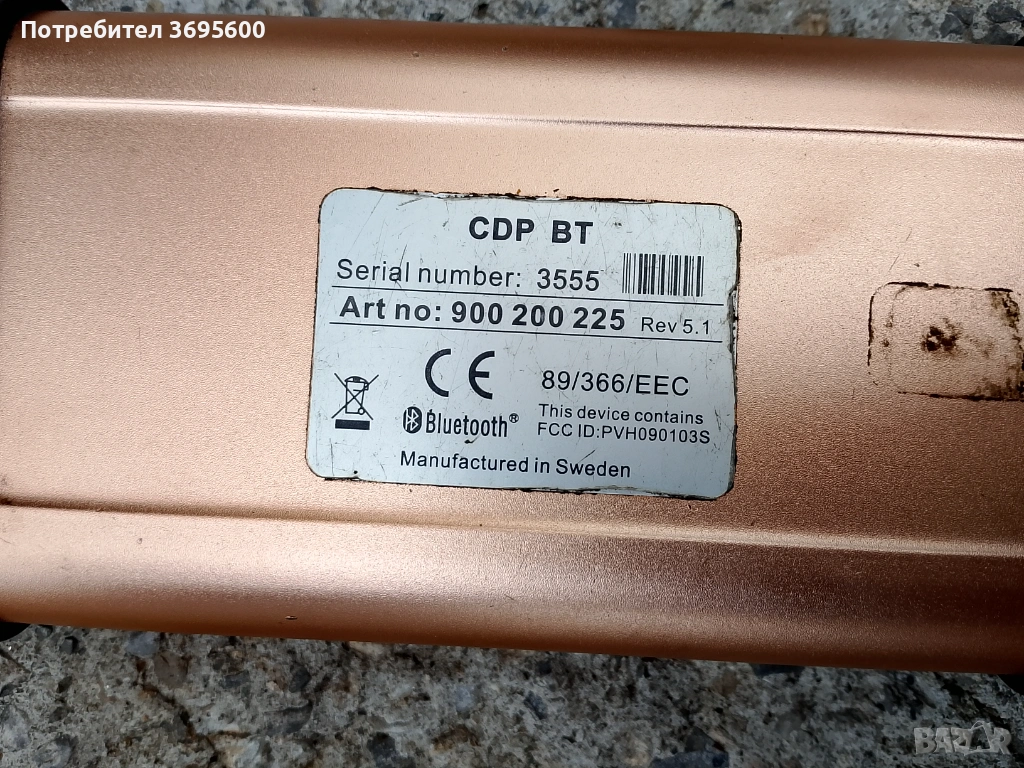 Потребител 3695600
CDP BT
Serial number: 3555
Art no: 900 200 225 Rev 5.1
CE 89/366/EEC
Bluetooth® This device contains
FCC ID:PVH090103S
Manufactured in Sweden
BAZAR